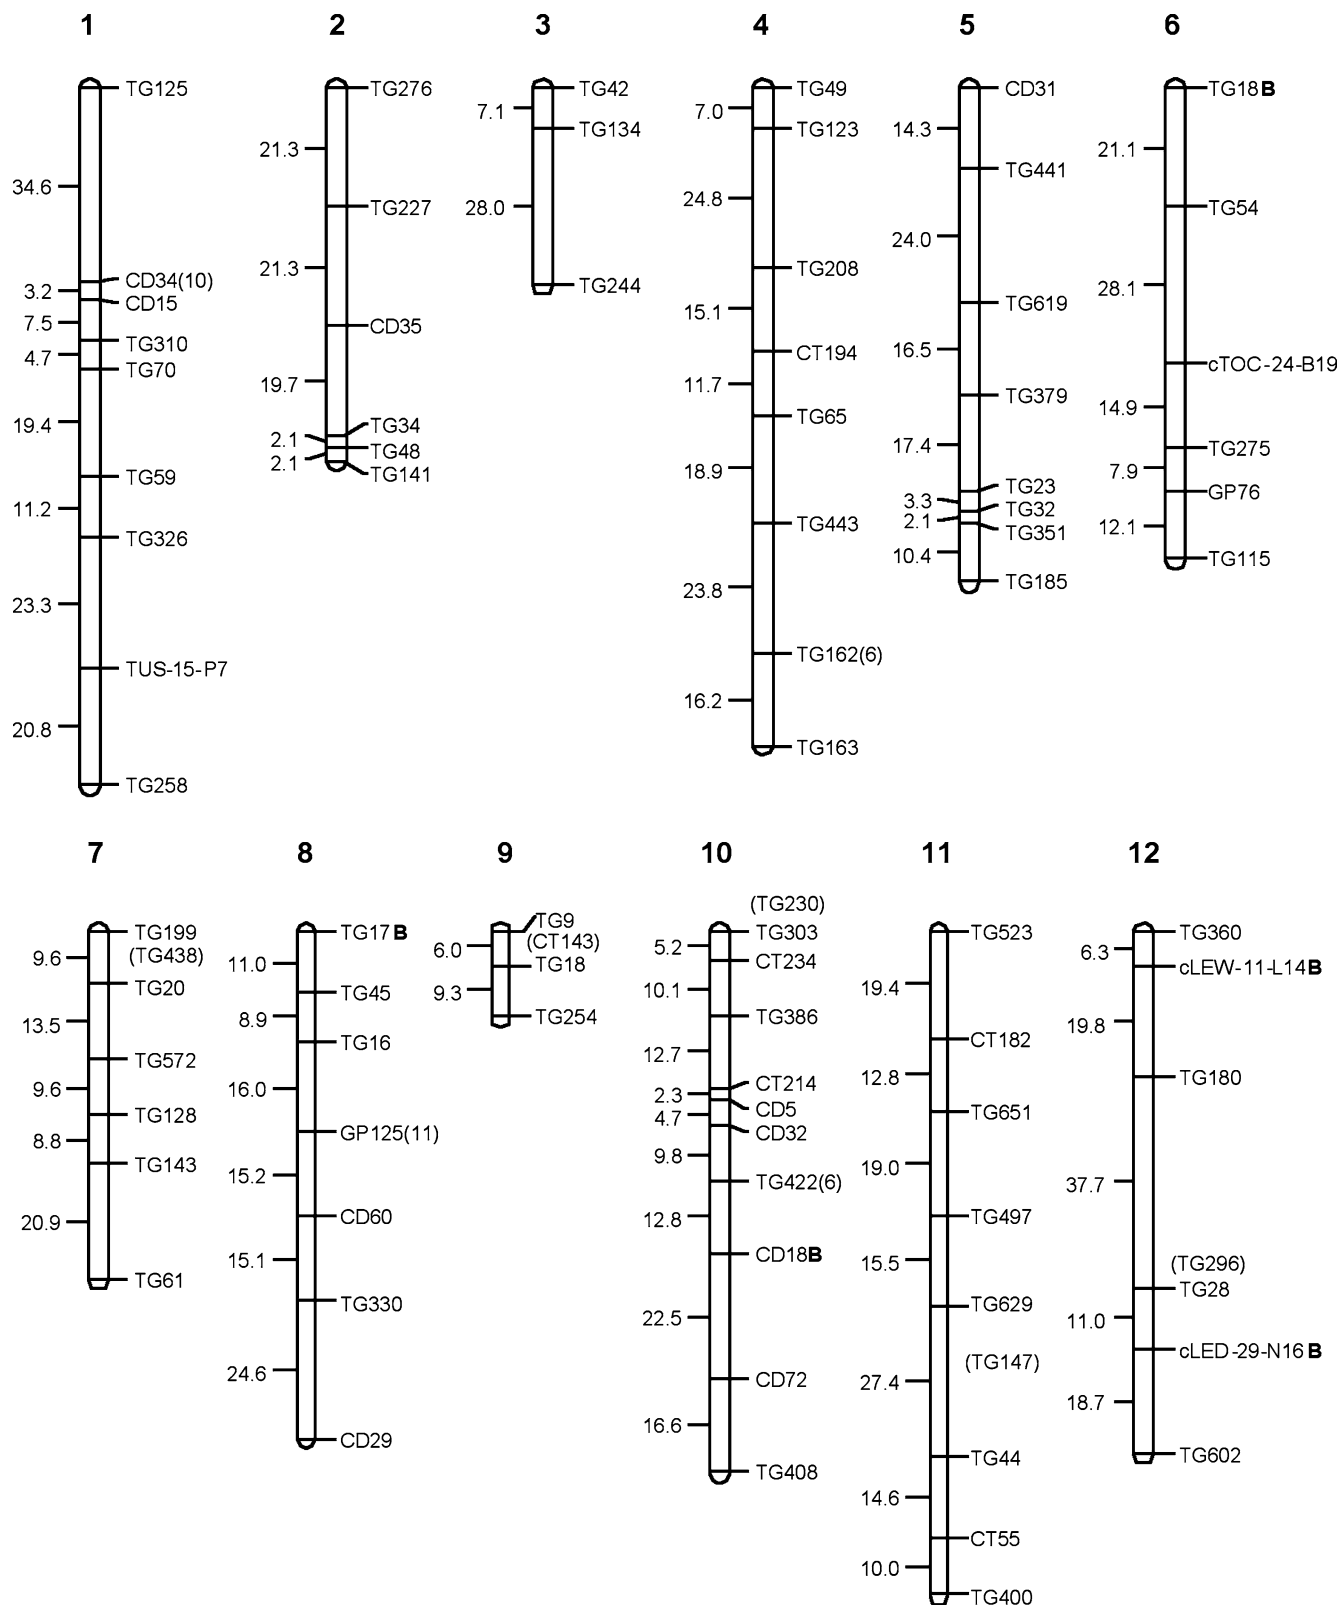 1 2 3 4 5 6
TG125 TG276 TG42 TG49 CD31 TG18B
7.1 7.0
14.3 TG134 TG123
21.3 21.1
TG441
34.6 24.8
TG227 28.0 TG54
24.0
21.3 TG208
CD34(10) TG244 28.1
3.2 CD15 15.1 TG619
7.5 CD35
TG310 16.5 CT194
4.7 TG70 cTOC-24-B19
19.7 11.7
TG379
14.9
19.4 TG34 TG65
2.1 TG48 17.4 TG275
2.1 TG141 18.9 7.9
TG59 TG23
3.3 GP76
11.2 TG32
2.1 TG443 12.1
TG326 TG351
10.4 TG115
23.8 TG185
23.3
TG162(6)
TUS-15-P7
16.2
20.8
TG163
TG258
7 8 9 10 11 12
(TG230)
TG199 TG17B TG9 TG303 TG523 TG360
(CT143)
9.6 (TG438) 6.0 5.2 6.3
11.0 TG18 CT234 cLEW-11-L14B
TG20 TG45 9.3 10.1 19.4
8.9 TG254 TG386
13.5 19.8
TG16 12.7 CT182
TG572
9.6 16.0 CT214 12.8 TG180
2.3 CD5
TG128 4.7 TG651
8.8 GP125(11) CD32
9.8
TG143 15.2 19.0
TG422(6) 37.7
20.9 CD60 12.8 TG497
CD18B
15.1 15.5 (TG296)
TG61 TG28
TG330 22.5 TG629 11.0
cLED-29-N16B
24.6 (TG147)
CD72 27.4
18.7
16.6
CD29 TG44 TG602
TG408
14.6
CT55
10.0
TG400